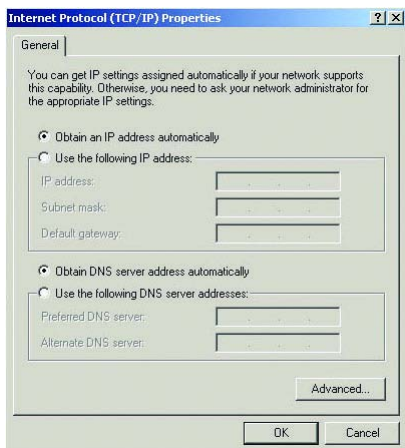 Internet Protocol (TCP/IP) Properties
General
You can get IP settings assigned automatically if your network supports
this capability. Otherwise, you need to ask your network administrator for
the appropriate IP settings.
Obtain an IP address automatically
Use the following IP address:
IP address:
Subnet mask:
Default gateway:
Obtain DNS server address automatically
Use the following DNS server addresses:
Preferred DNS server:
Alternate DNS server:
Advanced...
OK
Cancel